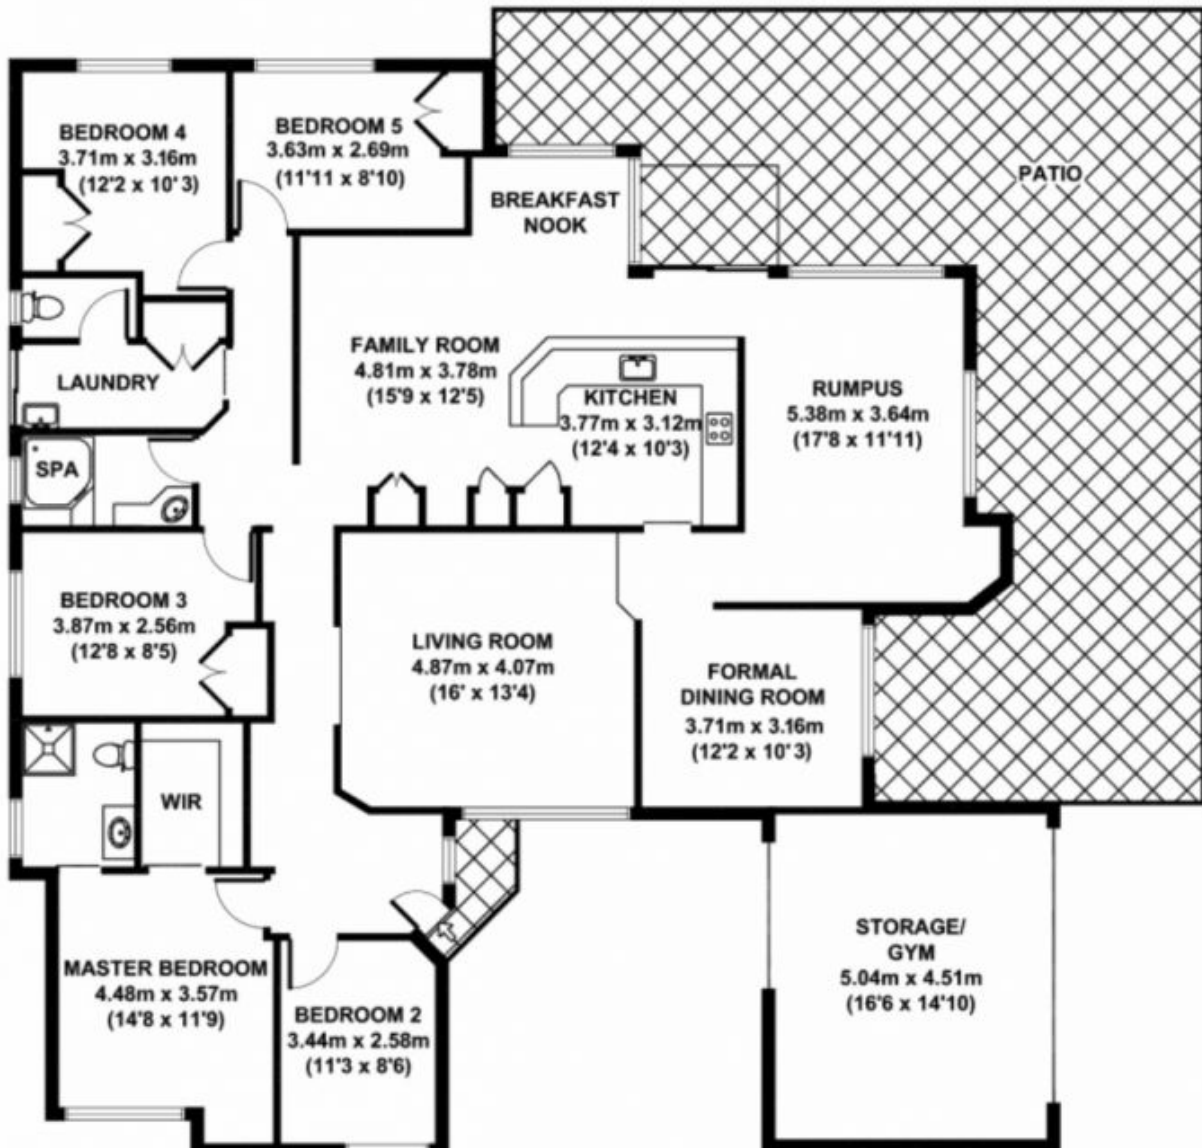 BEDROOM 4
3.71m x 3.16m
(12'2 x 10'3)
BEDROOM 5
3.63m x 2.69m
(11'11 x 8'10)
BREAKFAST
NOOK
PATIO
FAMILY ROOM
4.81m x 3.78m
(15'9 x 12'5)
KITCHEN
3.77m x 3.12m
(12'4 x 10'3)
RUMPUS
5.38m x 3.64m
(17'8 x 11'11)
LAUNDRY
SPA
BEDROOM 3
3.87m x 2.56m
(12'8 x 8'5)
LIVING ROOM
4.87m x 4.07m
(16' x 13'4)
FORMAL
DINING ROOM
3.71m x 3.16m
(12'2 x 10'3)
WIR
MASTER BEDROOM
4.48m x 3.57m
(14'8 x 11'9)
BEDROOM 2
3.44m x 2.58m
(11'3 x 8'6)
STORAGE/
GYM
5.04m x 4.51m
(16'6 x 14'10)